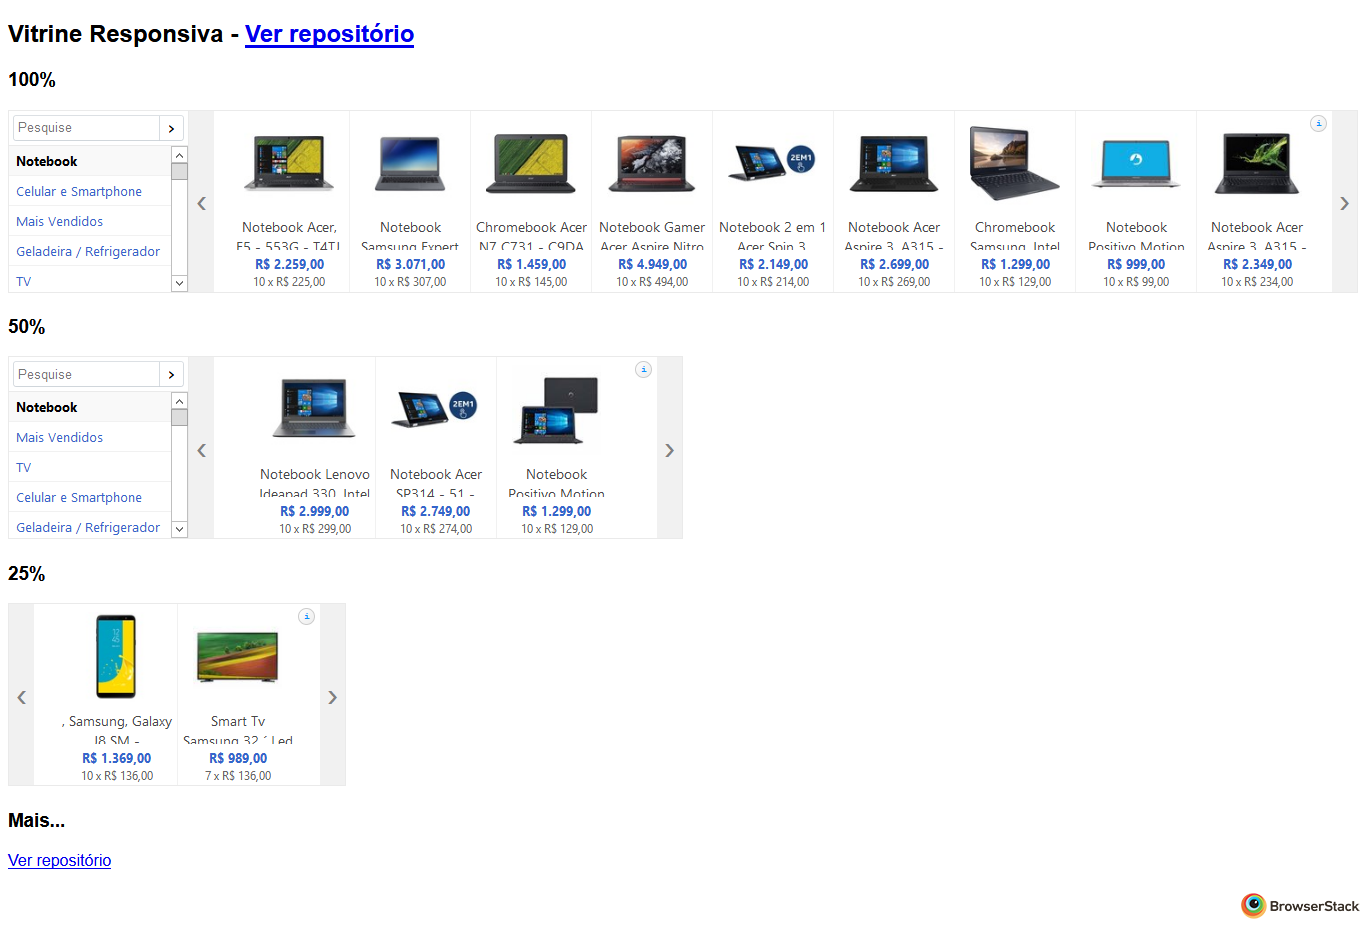 Vitrine Responsiva - Ver repositório
100%
Pesquise
Notebook
Celular e Smartphone
Mais Vendidos
Geladeira / Refrigerador
TV
Notebook Acer,
E5 - 553G - T4TJ
R$ 2.259,00
10 x R$ 225,00
Notebook
Samsung Expert
R$ 3.071,00
10 x R$ 307,00
Chromebook Acer
N7 C731 - C9DA
R$ 1.459,00
10 x R$ 145,00
Notebook Gamer
Acer Aspire Nitro
R$ 4.949,00
10 x R$ 494,00
2EM1
Notebook 2 em 1
Acer Spin 3
R$ 2.149,00
10 x R$ 214,00
Notebook Acer
Aspire 3, A315 -
R$ 2.699,00
10 x R$ 269,00
Chromebook
Samsung, Intel
R$ 1.299,00
10 x R$ 129,00
Notebook
Positivo Motion
R$ 999,00
10 x R$ 99,00
Notebook Acer
Aspire 3, A315 -
R$ 2.349,00
10 x R$ 234,00
50%
Pesquise
Notebook
Mais Vendidos
TV
Celular e Smartphone
Geladeira / Refrigerador
Notebook Lenovo
Ideapad 330, Intel
R$ 2.999,00
10 x R$ 299,00
2EM1
Notebook Acer
SP314 - 51 -
R$ 2.749,00
10 x R$ 274,00
Notebook
Positivo Motion
R$ 1.299,00
10 x R$ 129,00
25%
, Samsung, Galaxy
J8 SM -
R$ 1.369,00
10 x R$ 136,00
Smart Tv
Samsung 32 ´ Led
R$ 989,00
7 x R$ 136,00
Mais...
Ver repositório
BrowserStack